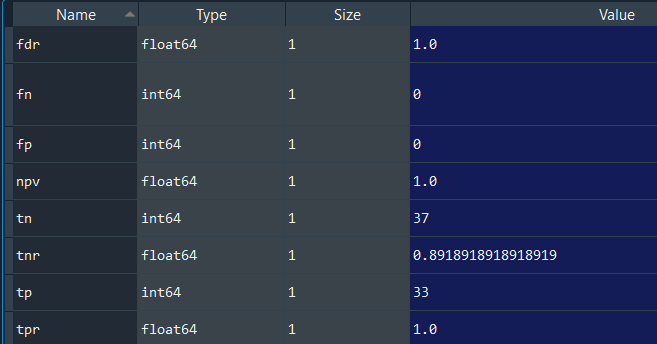 Name Type Size Value
fdr float64 1 1.0
fn int64 1 0
fp int64 1 0
npv float64 1 1.0
tn int64 1 37
tnr float64 1 0.8918918918918919
tp int64 1 33
tpr float64 1 1.0